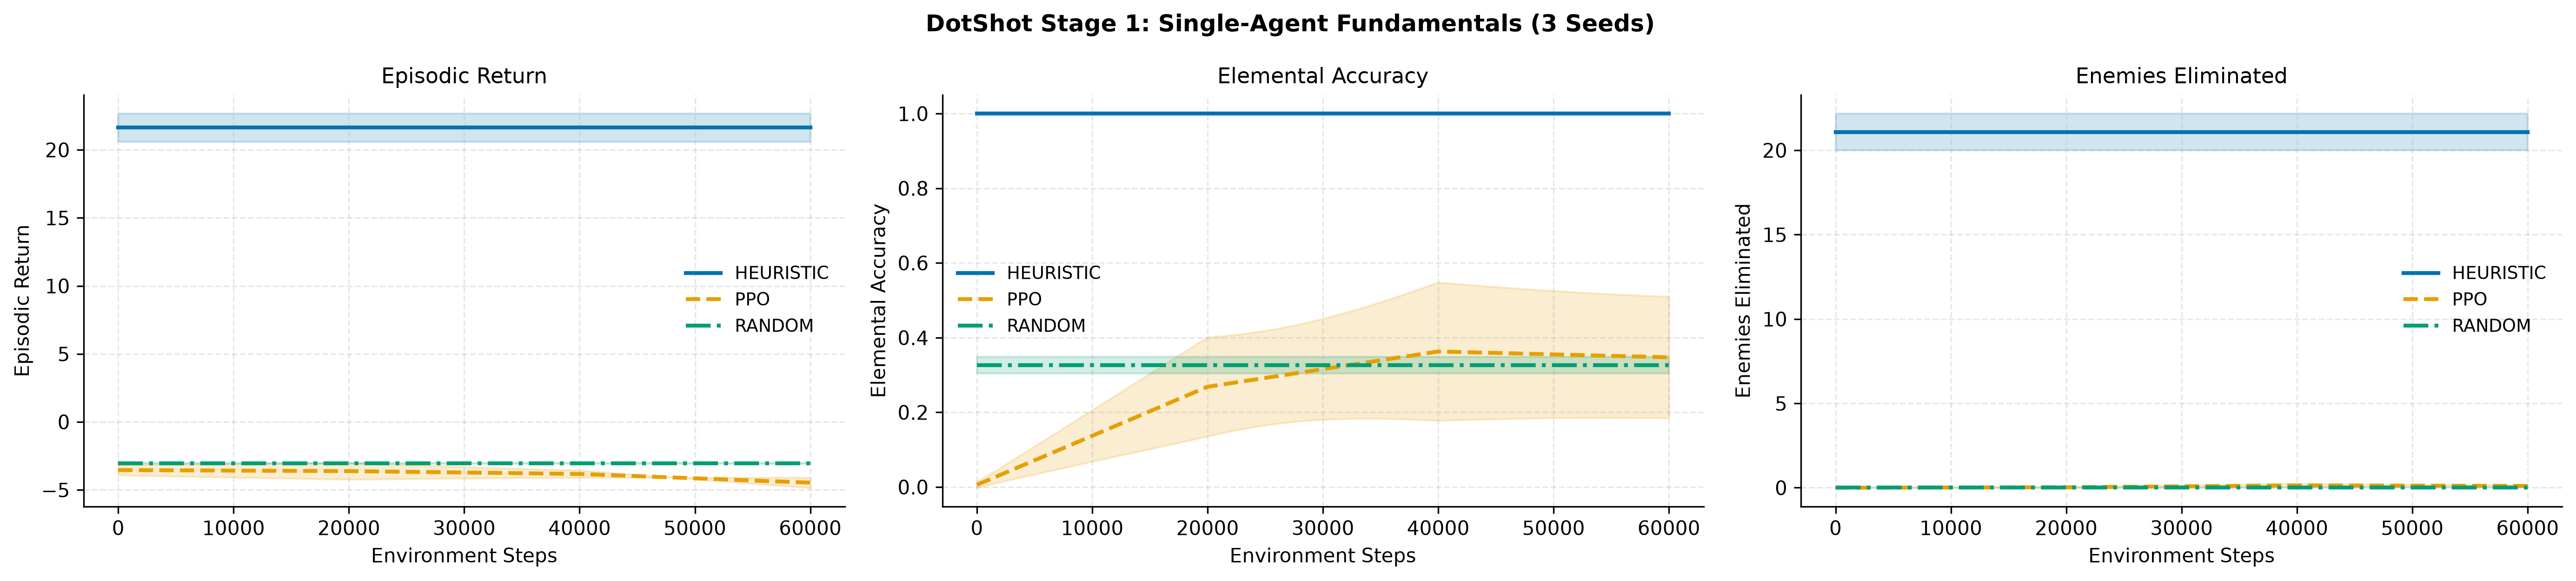 DotShot Stage 1: Single-Agent Fundamentals (3 Seeds)
Episodic Return
Episodic Return
20
15
10
5
0
−5
HEURISTIC
PPO
RANDOM
0 10000 20000 30000 40000 50000 60000
Environment Steps
Elemental Accuracy
Elemental Accuracy
1.0
0.8
0.6
0.4
0.2
0.0
HEURISTIC
PPO
RANDOM
0 10000 20000 30000 40000 50000 60000
Environment Steps
Enemies Eliminated
Enemies Eliminated
20
15
10
5
0
HEURISTIC
PPO
RANDOM
0 10000 20000 30000 40000 50000 60000
Environment Steps